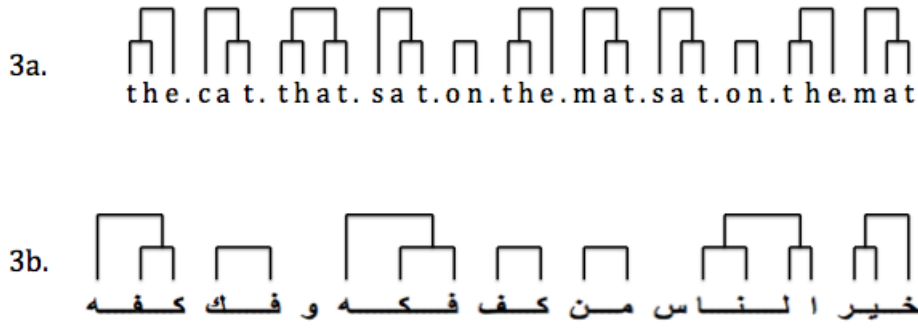 3a.
the.cat.that.sat.on.the.mat.sat.on.the.mat
3b.
خير الناس من كف فكه و فك كفه